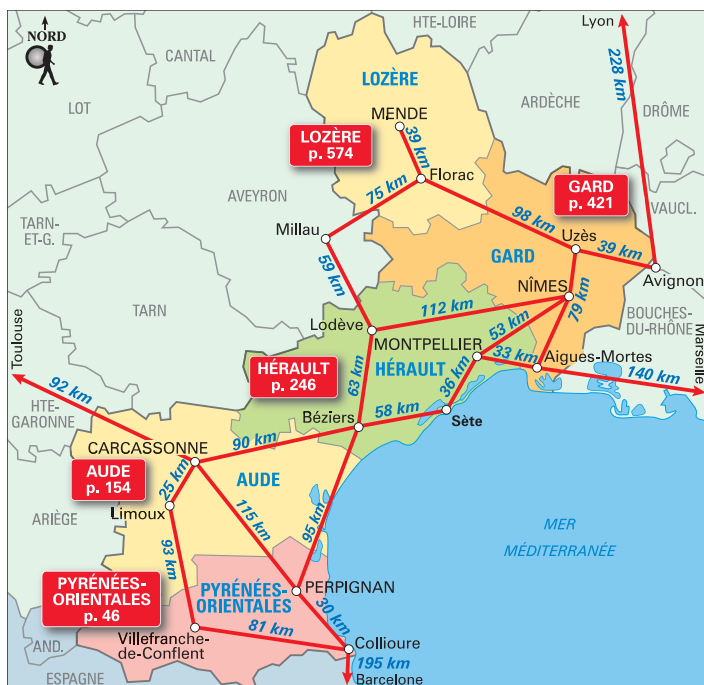 NORD
HTE-LOIRE
Lyon
CANTAL
LOZÈRE
228 km
LOT
ARDÈCHE
DRÔME
MENDE
LOZÈRE
p. 574
39 km
Florac
GARD
p. 421
AVEYRON
75 km
98 km
VAUCL.
TARN-
ET-G.
Millau
Uzès
39 km
Avignon
59 km
GARD
NÎMES
79 km
TARN
BOUCHES-
DU-RHÔNE
112 km
Lodève
MONTPELLIER
53 km
Toulouse
HÉRAULT
p. 246
63 km
HÉRAULT
33 km
Aigues-Mortes
Marseille
140 km
92 km
36 km
HTE-
GARONNE
Béziers
58 km
Sète
CARCASSONNE
90 km
AUDE
p. 154
25 km
AUDE
Limoux
115 km
95 km
ARIÈGE
MER
MÉDITERRANÉE
93 km
PYRÉNÉES-
ORIENTALES
p. 46
PYRÉNÉES-
ORIENTALES
PERPIGNAN
30 km
Villefranche-
de-Conflent
81 km
Collioure
AND.
195 km
ESPAGNE
Barcelone